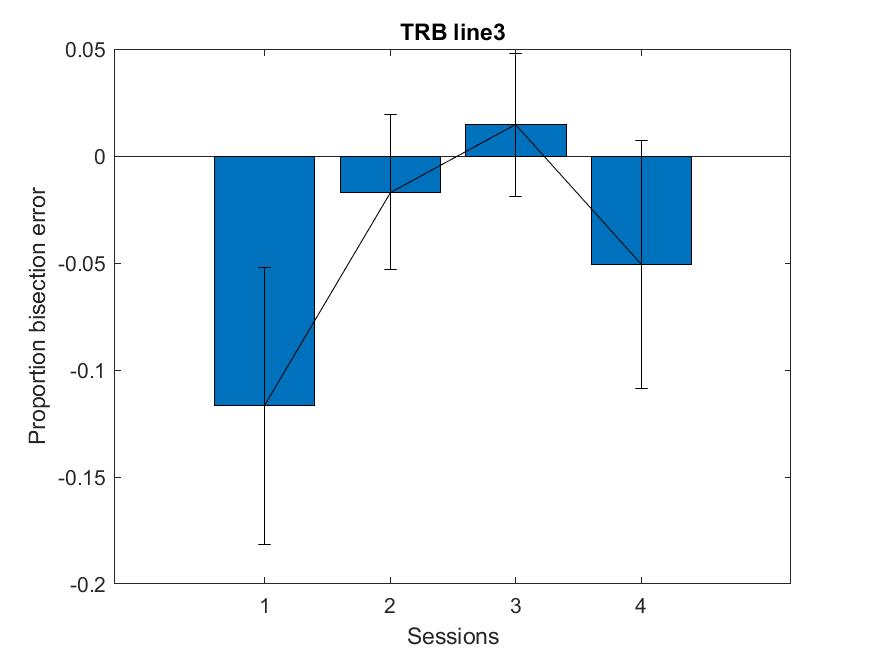 TRB line3
0.05
0
-0.05
-0.1
-0.15
-0.2
Proportion bisection error
1 2 3 4
Sessions